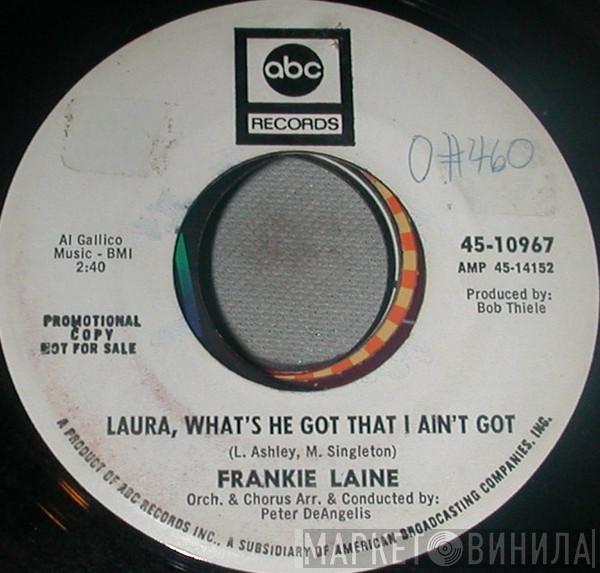 abc
RECORDS
O#460
Al Gallico
Music - BMI
2:40
45-10967
AMP 45-14152
Produced by:
Bob Thiele
PROMOTIONAL
COPY
NOT FOR SALE
LAURA, WHAT'S HE GOT THAT I AIN'T GOT
(L. Ashley, M. Singleton)
FRANKIE LAINE
Orch. & Chorus Arr. & Conducted by:
Peter DeAngelis
A PRODUCT OF ABC RECORDS INC., A SUBSIDIARY OF AMERICAN BROADCASTING COMPANIES, INC.
МАРКЕТ ВИНИЛА